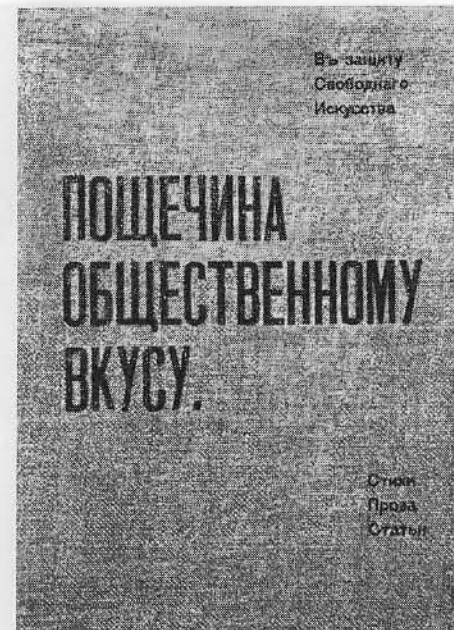 Въ защиту
Свободнаго
Искусства
ПОЩЕЧИНА
ОБЩЕСТВЕННОМУ
ВКУСУ.
Стихи
Проза
Статьи